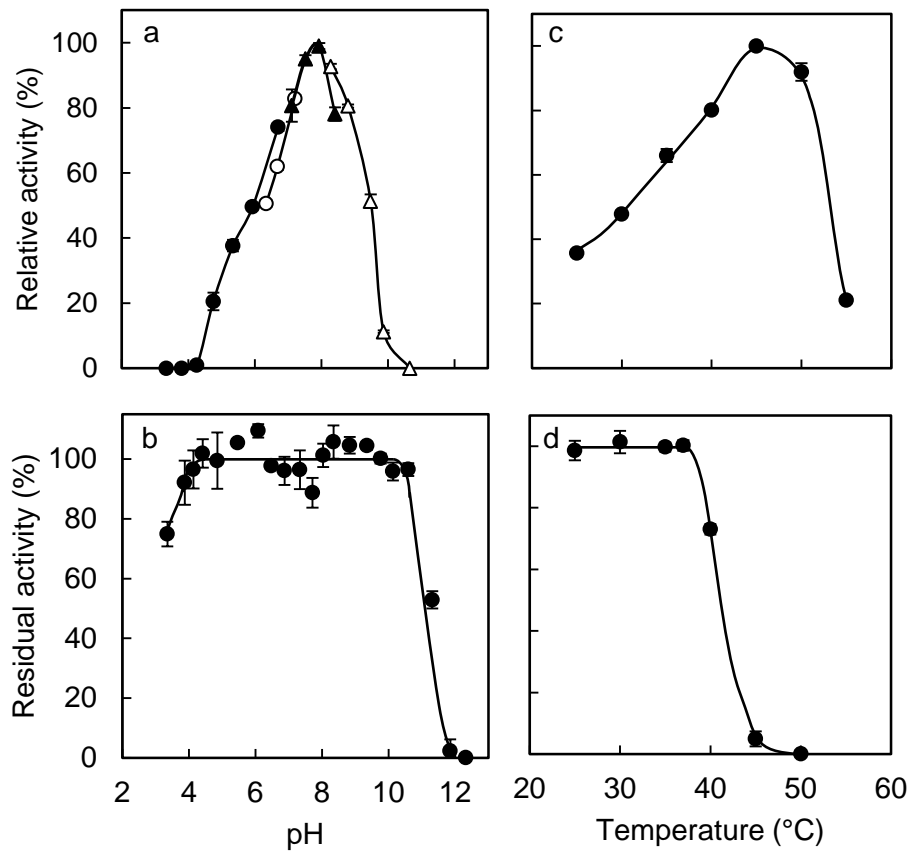 a
100
80
60
40
20
0
Relative activity (%)
c
b
100
80
60
40
20
0
Residual activity (%)
2 4 6 8 10 12
pH
d
20 30 40 50 60
Temperature (°C)